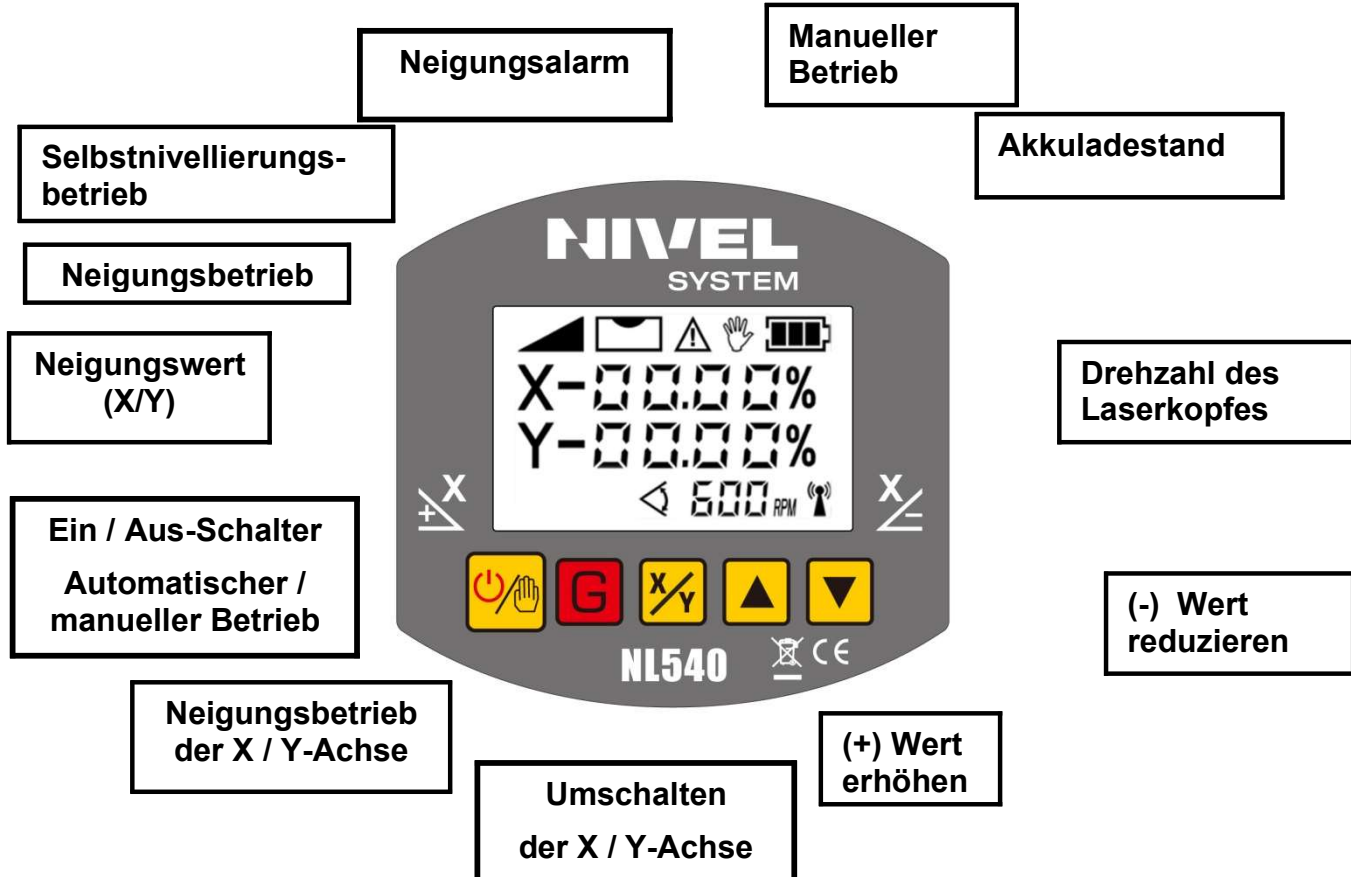 Neigungsalarm
Manueller
Betrieb
Akkuladestand
Selbstnivellierungs-
betrieb
Neigungsbetrieb
Neigungswert
(X/Y)
Drehzahl des
Laserkopfes
Ein / Aus-Schalter
Automatischer /
manueller Betrieb
(-) Wert
reduzieren
Neigungsbetrieb
der X / Y-Achse
(+) Wert
erhöhen
Umschalten
der X / Y-Achse
NIVEL
SYSTEM
X-00.00%
Y-00.00%
600 RPM
X
+
X
-
G
X/Y
NL540
CE